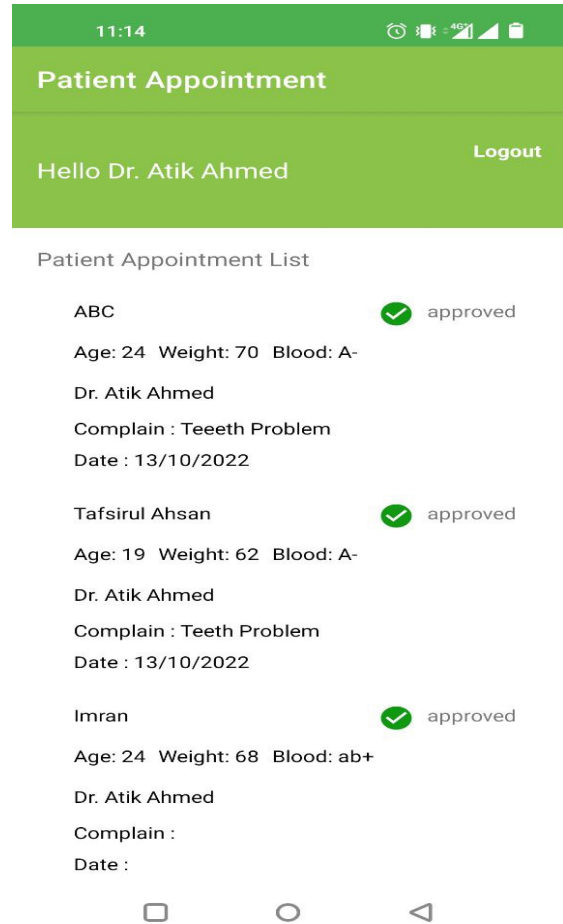 11:14
4G+
Patient Appointment
Logout
Hello Dr. Atik Ahmed
Patient Appointment List
ABC approved
Age: 24 Weight: 70 Blood: A-
Dr. Atik Ahmed
Complain : Teeeth Problem
Date : 13/10/2022
Tafsirul Ahsan approved
Age: 19 Weight: 62 Blood: A-
Dr. Atik Ahmed
Complain : Teeth Problem
Date : 13/10/2022
Imran approved
Age: 24 Weight: 68 Blood: ab+
Dr. Atik Ahmed
Complain :
Date :